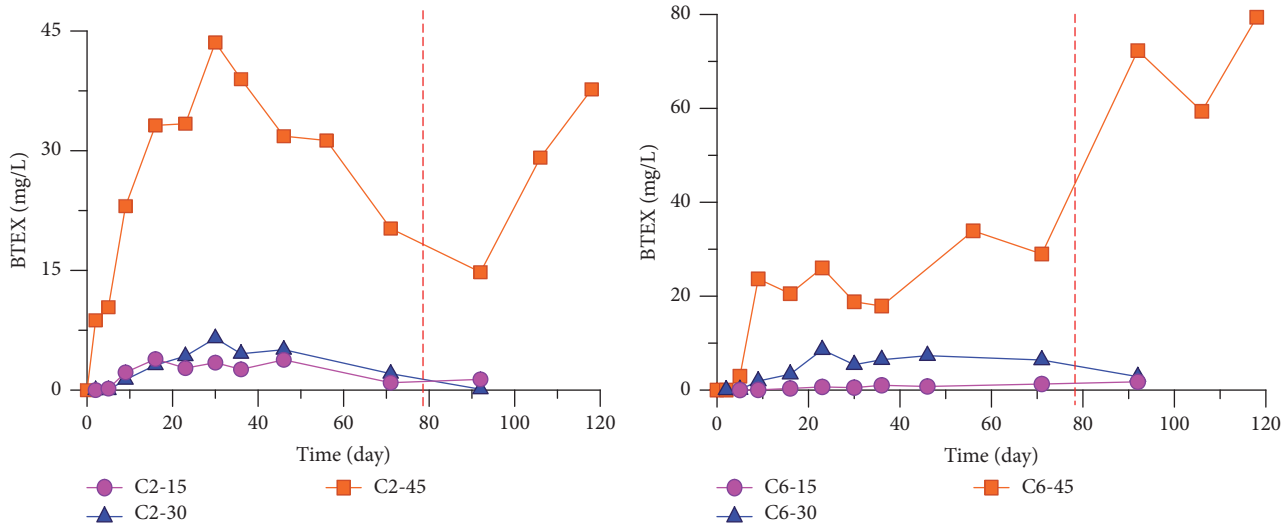 45
30
15
0
BTEX (mg/L)
0 20 40 60 80 100 120
Time (day)
C2-15
C2-45
C2-30
80
60
40
20
0
BTEX (mg/L)
0 20 40 60 80 100 120
Time (day)
C6-15
C6-45
C6-30